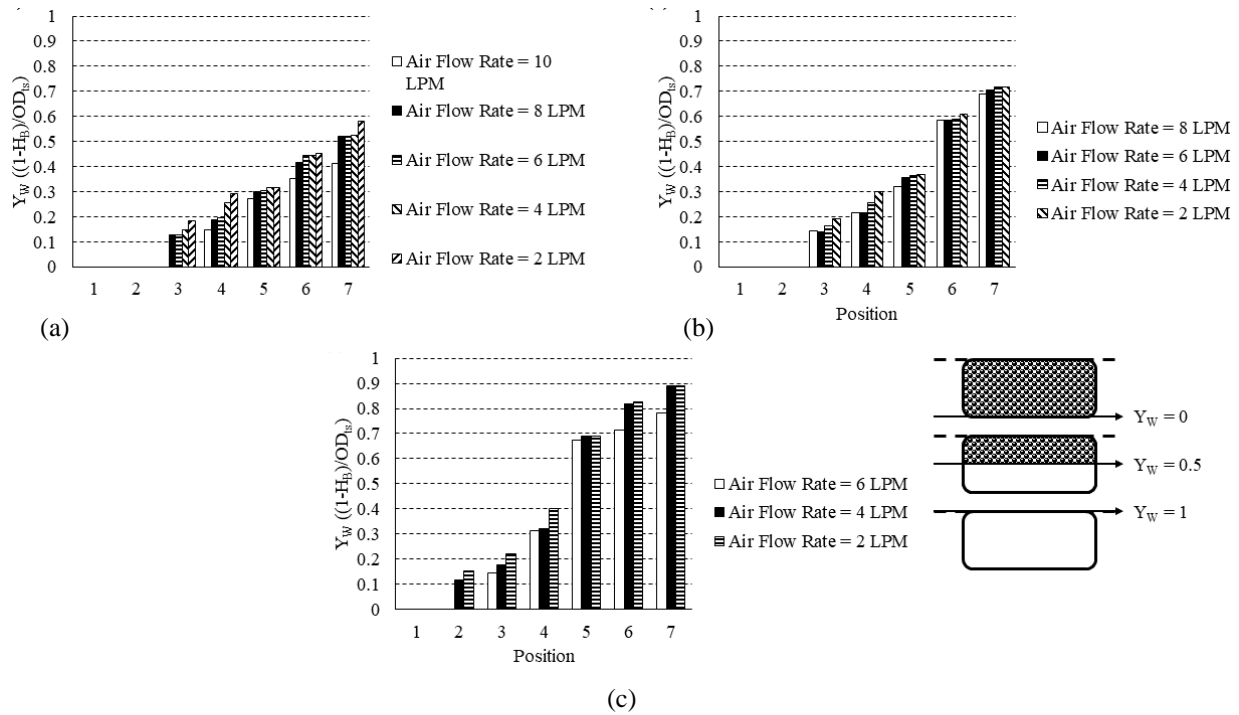 1
0.9
0.8
0.7
0.6
0.5
0.4
0.3
0.2
0.1
0
Y_W ((1-H_B)/OD_ts)
1 2 3 4 5 6 7
Air Flow Rate = 10
LPM
Air Flow Rate = 8 LPM
Air Flow Rate = 6 LPM
Air Flow Rate = 4 LPM
Air Flow Rate = 2 LPM
(a)
1
0.9
0.8
0.7
0.6
0.5
0.4
0.3
0.2
0.1
0
Y_W ((1-H_B)/OD_ts)
1 2 3 4 5 6 7
Position
Air Flow Rate = 8 LPM
Air Flow Rate = 6 LPM
Air Flow Rate = 4 LPM
Air Flow Rate = 2 LPM
(b)
1
0.9
0.8
0.7
0.6
0.5
0.4
0.3
0.2
0.1
0
Y_W ((1-H_B)/OD_ts)
1 2 3 4 5 6 7
Position
Air Flow Rate = 6 LPM
Air Flow Rate = 4 LPM
Air Flow Rate = 2 LPM
Y_W = 0
Y_W = 0.5
Y_W = 1
(c)